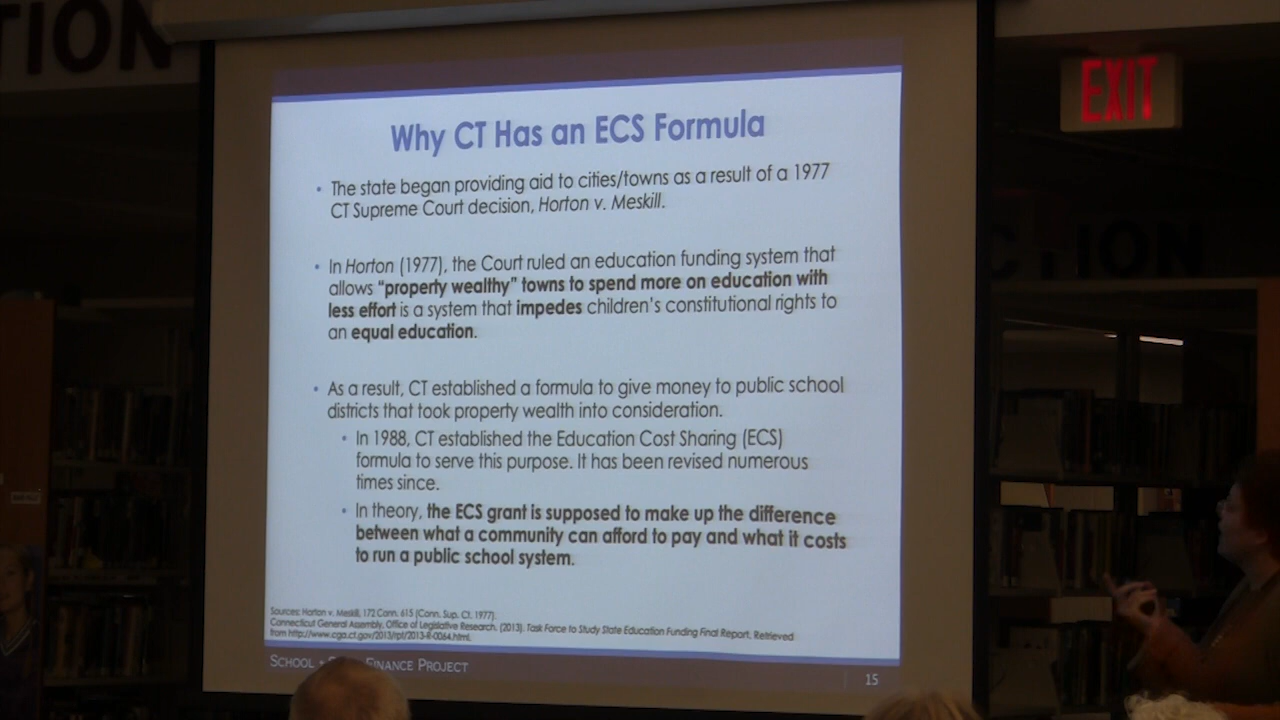 TION
EXIT
15
Why CT Has an ECS Formula
• The state began providing aid to cities/towns as a result of a 1977
CT Supreme Court decision, Horton v. Meskill.
• In Horton (1977), the Court ruled an education funding system that
allows “property wealthy” towns to spend more on education with
less effort is a system that impedes children’s constitutional rights to
an equal education.
• As a result, CT established a formula to give money to public school
districts that took property wealth into consideration.
• In 1988, CT established the Education Cost Sharing (ECS)
formula to serve this purpose. It has been revised numerous
times since.
• In theory, the ECS grant is supposed to make up the difference
between what a community can afford to pay and what it costs
to run a public school system.
Sources: Horton v. Meskill, 172 Conn. 615 (Conn. Sup. Ct. 1977).
Connecticut General Assembly, Office of Legislative Research. (2013). Task Force to Study State Education Funding Final Report. Retrieved
from http://www.cga.ct.gov/2013/rpt/2013-R-0064.htm.
SCHOOL FINANCE PROJECT
15
C TION